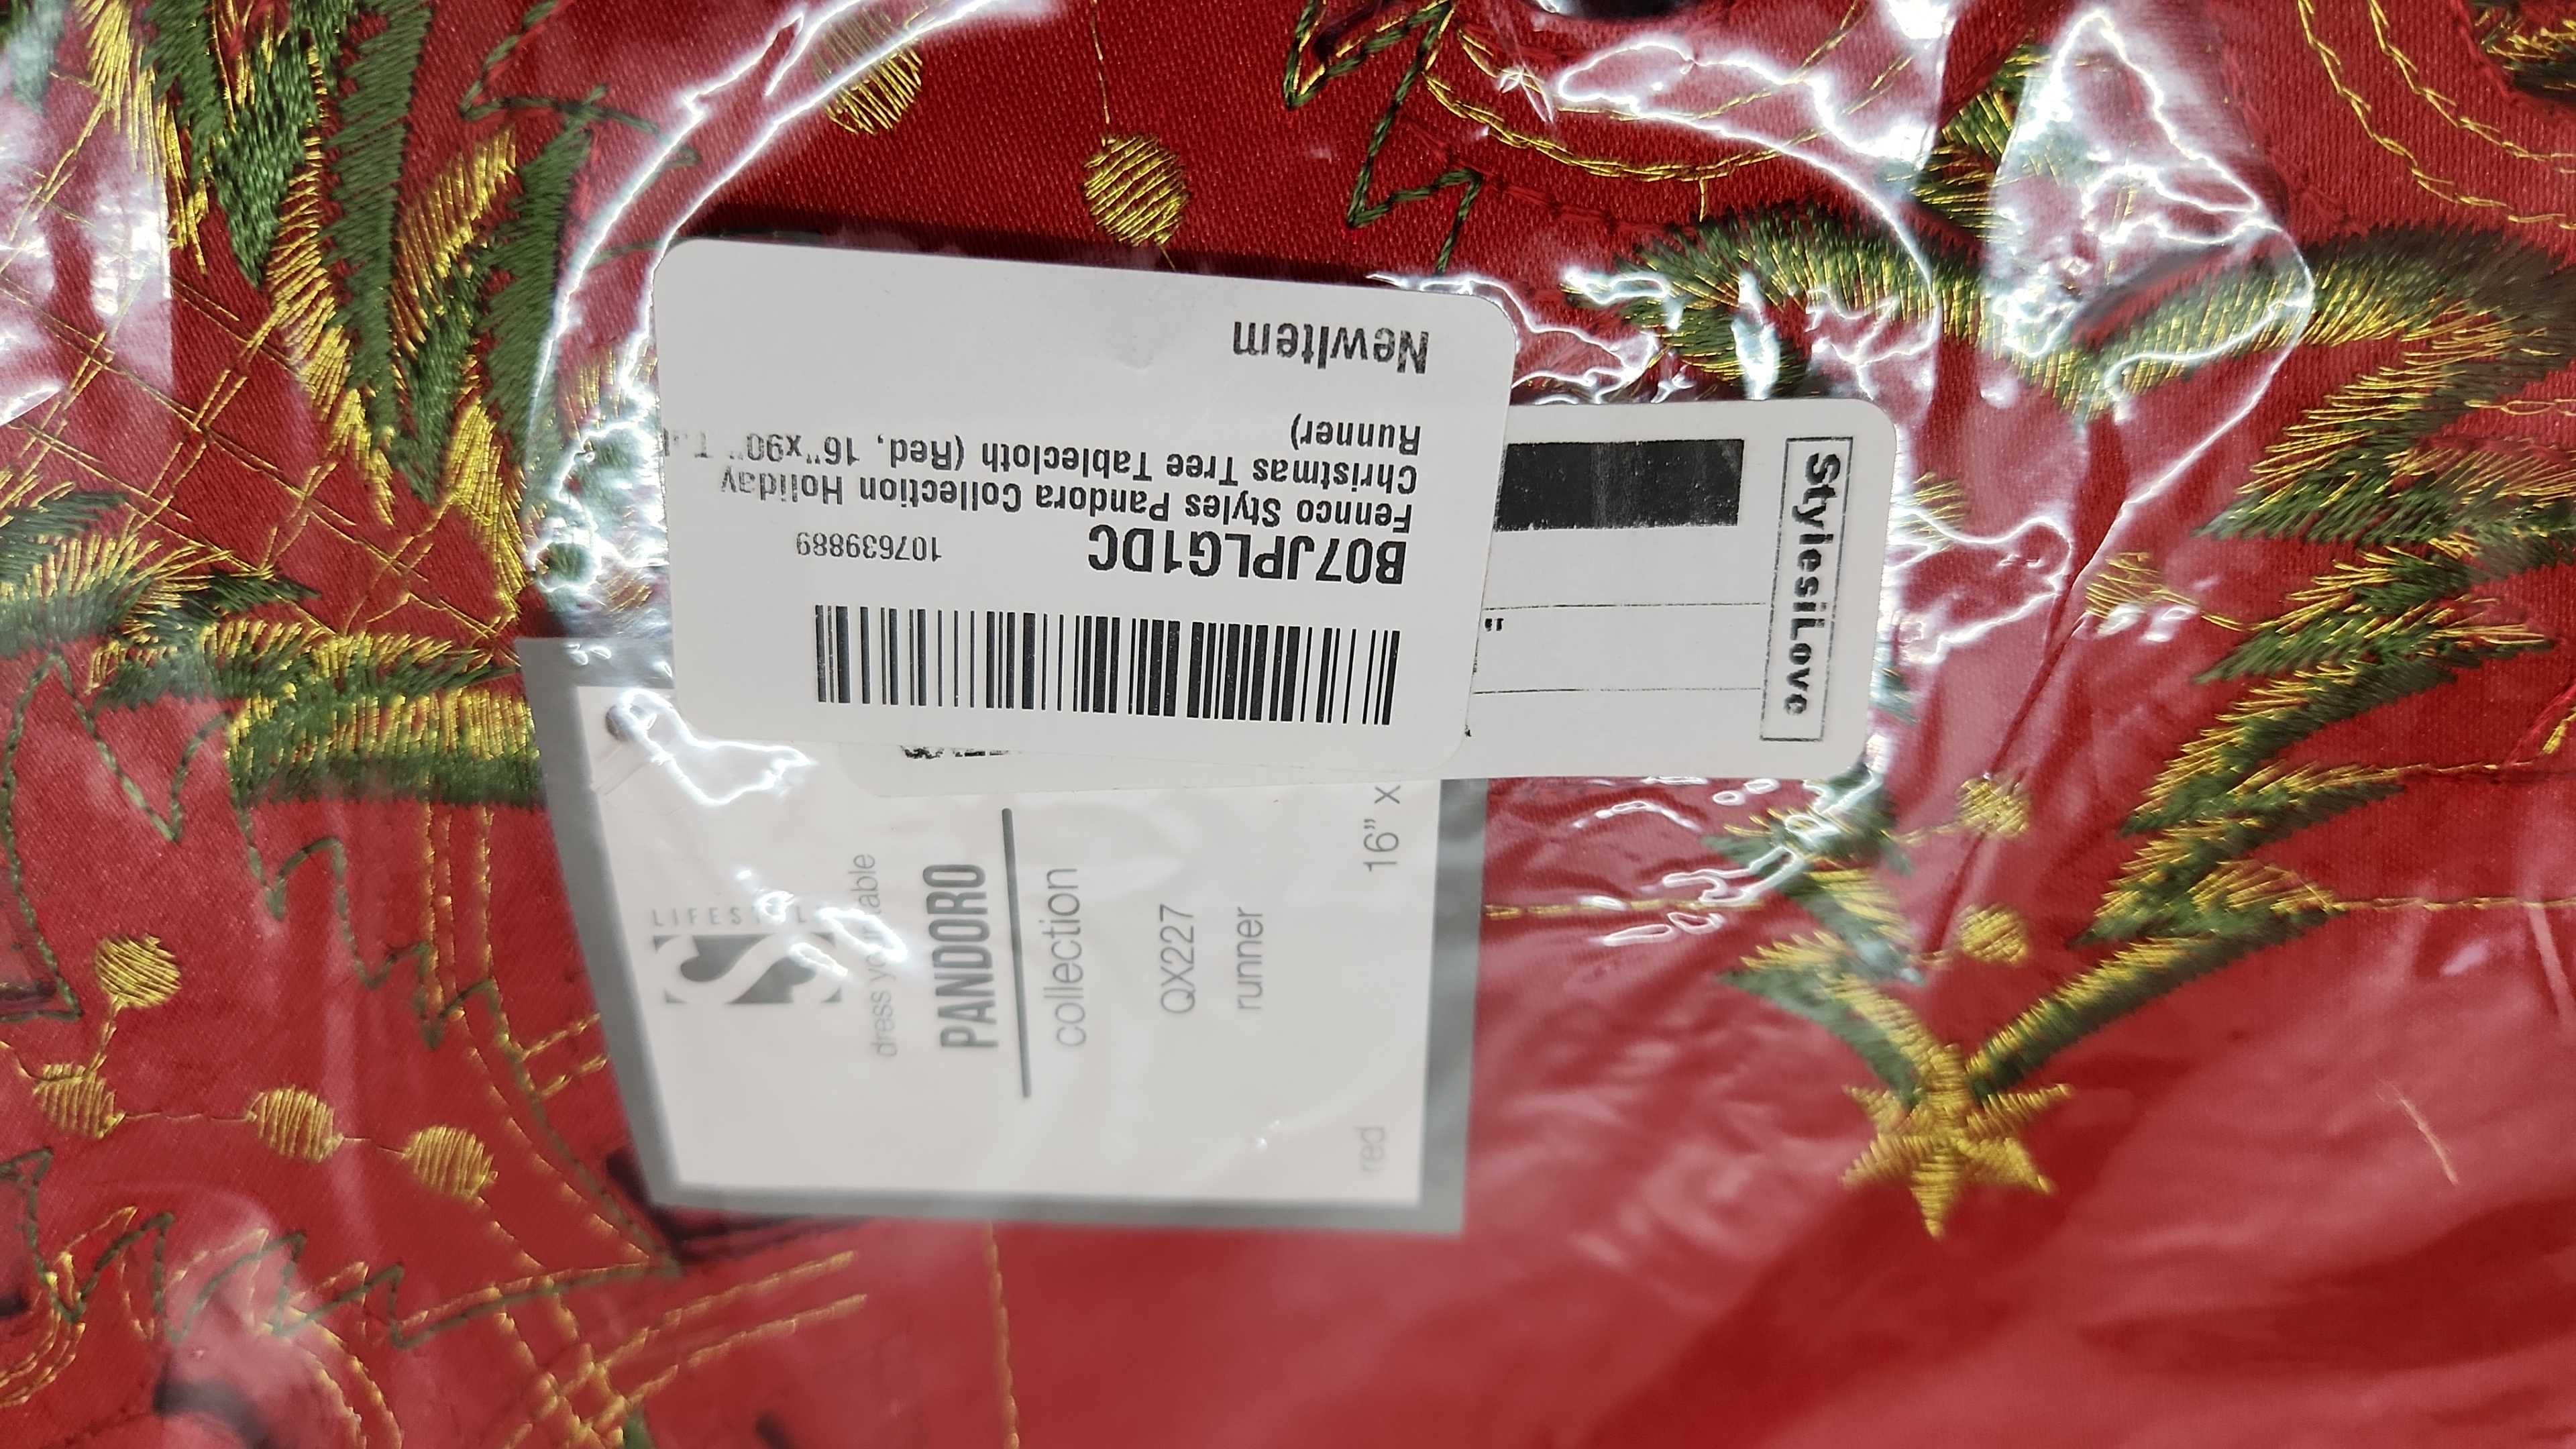 NewItem
Runner)
Christmas Tree Tablecloth (Red, 16"x90"
Fennco Styles Pandora Collection Holiday
B07JPLG1DC 107639889
StylesiLove
dress your table
PANDORO
collection
QX227
runner
red 16" x